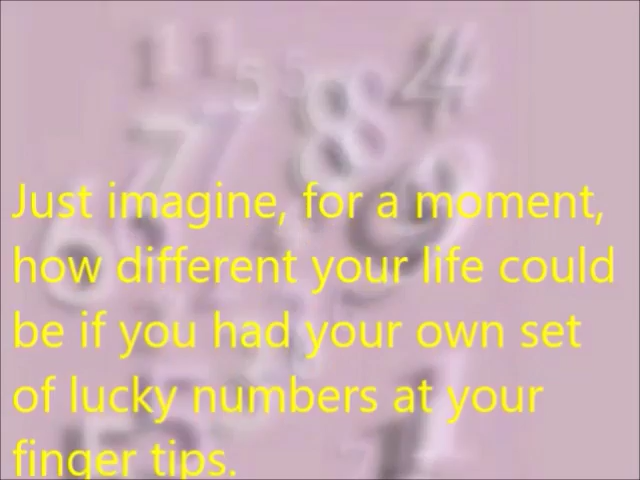 Just imagine, for a moment,
how different your life could
be if you had your own set
of lucky numbers at your
finger tips.